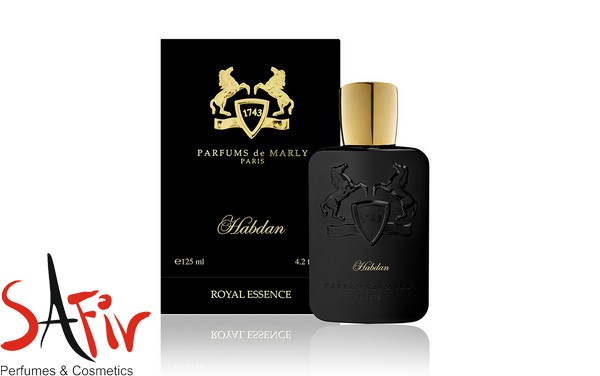 1743
PARFUMS de MARLY
PARIS
Habdan
℮125 ml
4.2 f
ROYAL ESSENCE
1743
Habdan
PARFUMS de MARLY
PARIS
ROYAL ESSENCE
SAFir
Perfumes & Cosmetics